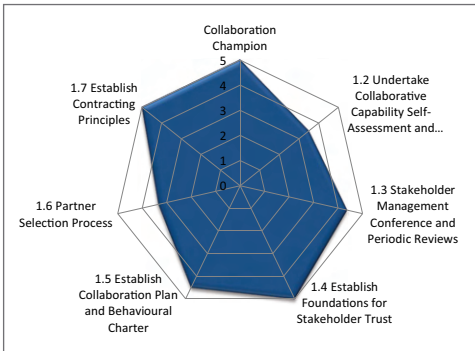 Collaboration
Champion
5
4
3
2
1
0
1.2 Undertake
Collaborative
Capability Self-
Assessment and...
1.3 Stakeholder
Management
Conference and
Periodic Reviews
1.4 Establish
Foundations for
Stakeholder Trust
1.5 Establish
Collaboration Plan
and Behavioural
Charter
1.6 Partner
Selection Process
1.7 Establish
Contracting
Principles